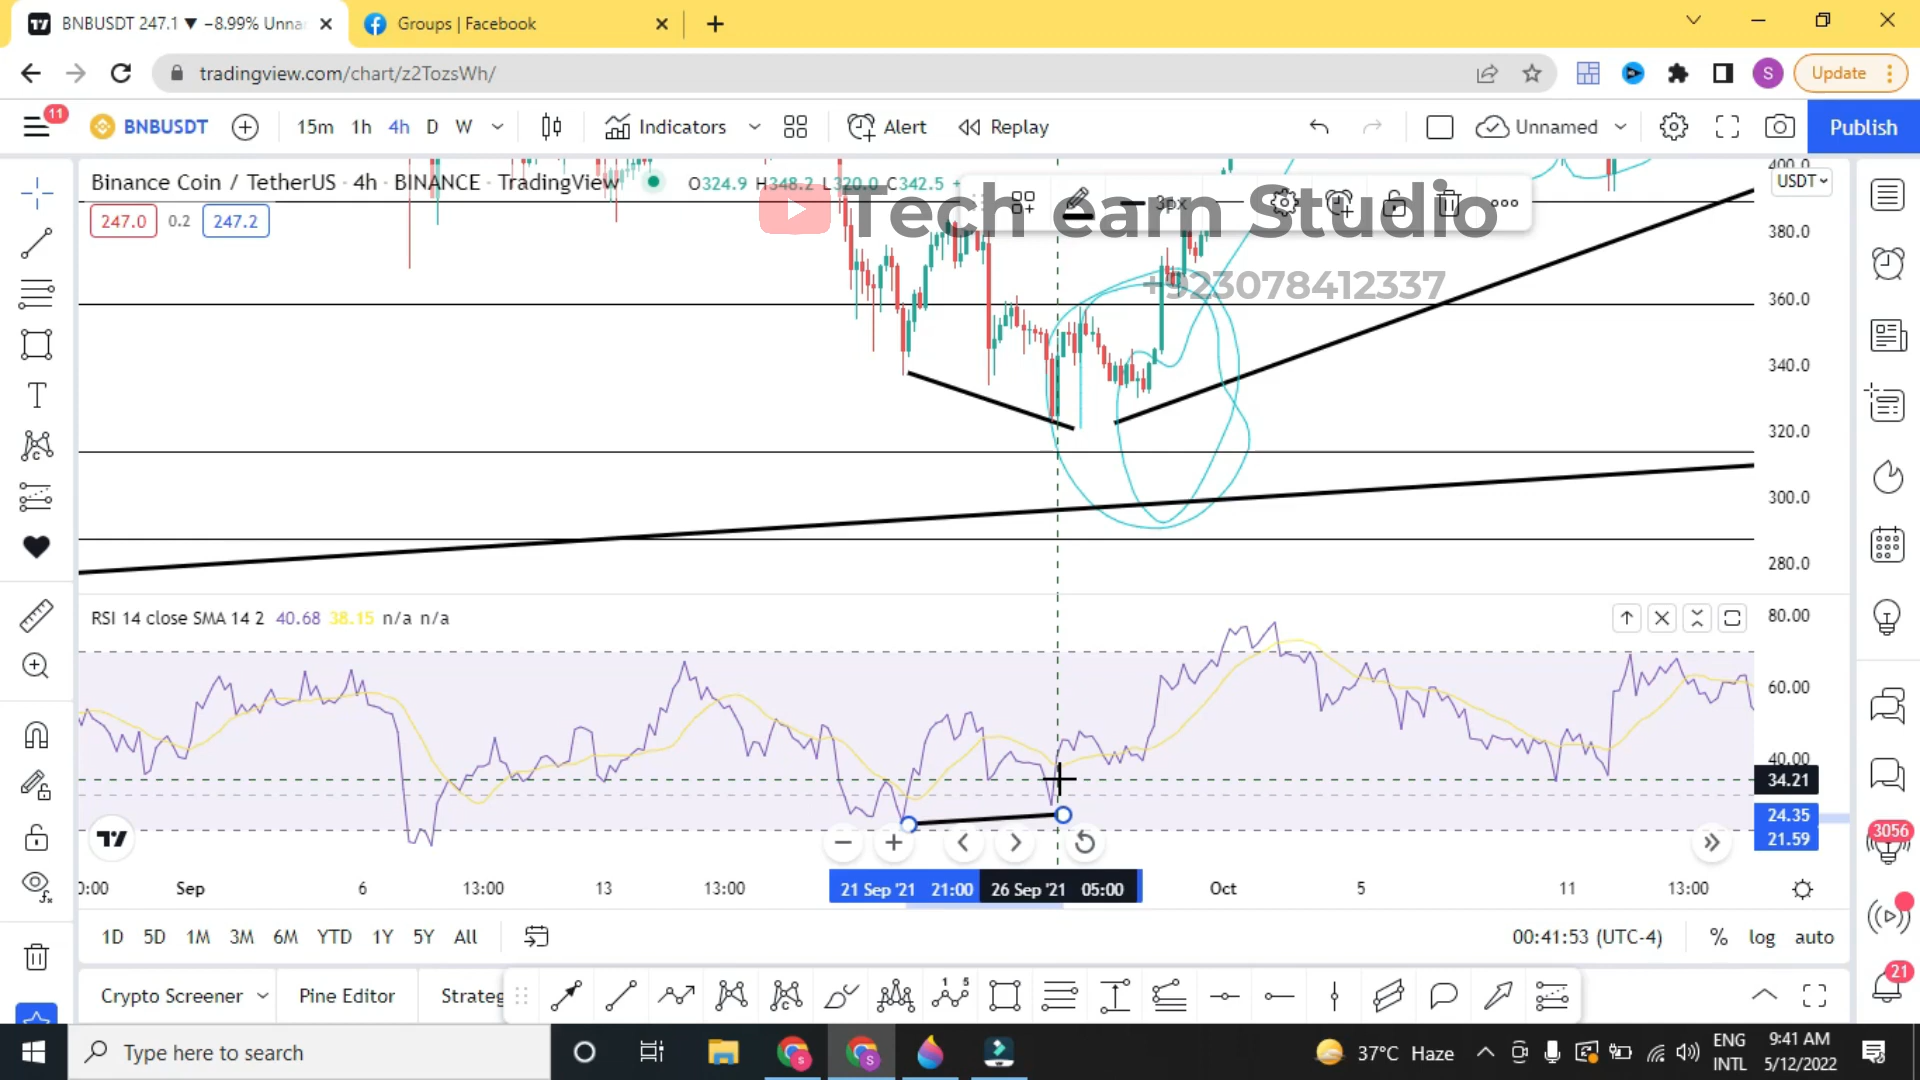 BNBUSDT 247.1 ▼ −8.99% Unna
Groups | Facebook
tradingview.com/chart/z2TozsWh/
S
Update
11
BNBUSDT
15m 1h 4h D W
Indicators
Alert
Replay
Unnamed
Publish
Binance Coin / TetherUS · 4h · BINANCE · TradingView
O324.9 H348.2 L320.0 C342.5 +
3px
Tech earn Studio
+923078412337
247.0 0.2 247.2
USDT
400.0
380.0
360.0
340.0
320.0
300.0
280.0
RSI 14 close SMA 14 2 40.68 38.15 n/a n/a
80.00
60.00
40.00
34.21
24.35
21.59
3056
0:00 Sep 6 13:00 13 13:00 21 Sep '21 21:00 26 Sep '21 05:00 Oct 5 11 13:00
1D 5D 1M 3M 6M YTD 1Y 5Y All
00:41:53 (UTC-4) % log auto
21
Crypto Screener Pine Editor Strateg
Type here to search
37°C Haze
ENG
INTL
9:41 AM
5/12/2022